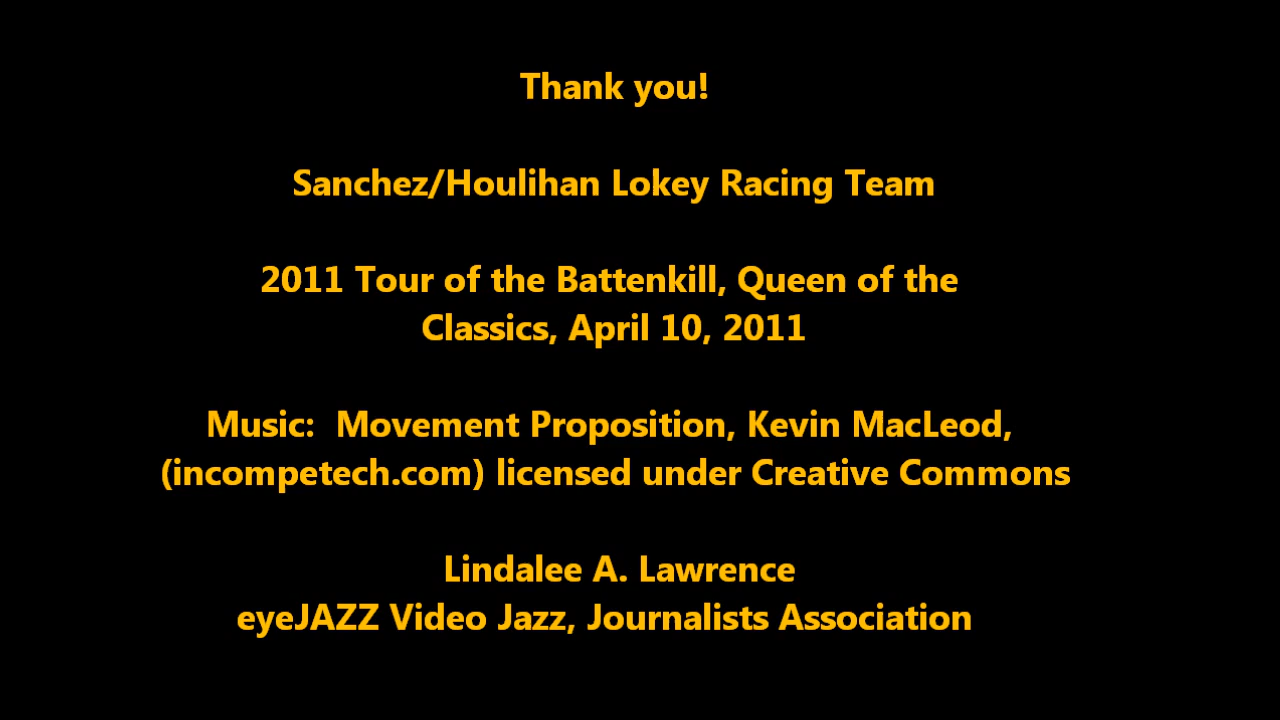 Thank you!
Sanchez/Houlihan Lokey Racing Team
2011 Tour of the Battenkill, Queen of the
Classics, April 10, 2011
Music:  Movement Proposition, Kevin MacLeod,
(incompetech.com) licensed under Creative Commons
Lindalee A. Lawrence
eyeJAZZ Video Jazz, Journalists Association